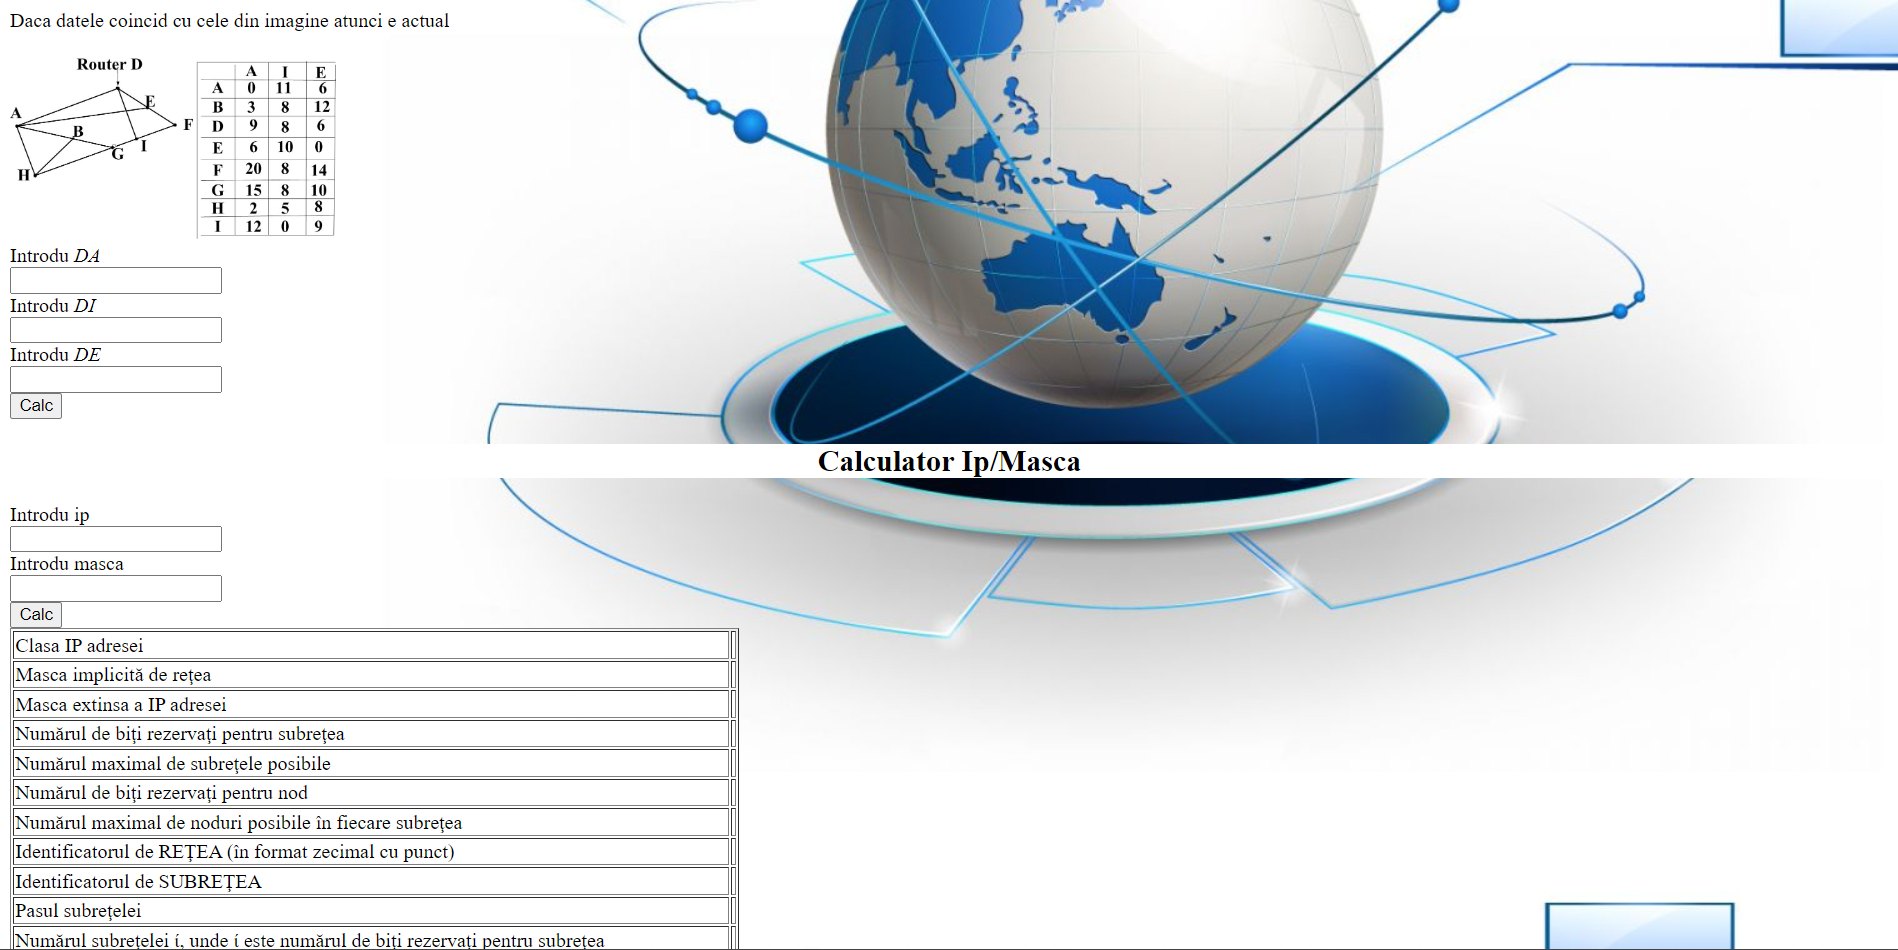 Daca datele coincid cu cele din imagine atunci e actual
Router D
A
E
F
B
I
G
H
A I E
A 0 11 6
B 3 8 12
D 9 8 6
E 6 10 0
F 20 8 14
G 15 8 10
H 2 5 8
I 12 0 9
Introdu DA
Introdu DI
Introdu DE
Calc
Calculator Ip/Masca
Introdu ip
Introdu masca
Calc
Clasa IP adresei
Masca implicită de rețea
Masca extinsa a IP adresei
Numărul de biți rezervați pentru subrețea
Numărul maximal de subrețele posibile
Numărul de biți rezervați pentru nod
Numărul maximal de noduri posibile în fiecare subrețea
Identificatorul de REȚEA (în format zecimal cu punct)
Identificatorul de SUBREȚEA
Pasul subrețelei
Numărul subrețelei í, unde í este numărul de biți rezervați pentru subrețea